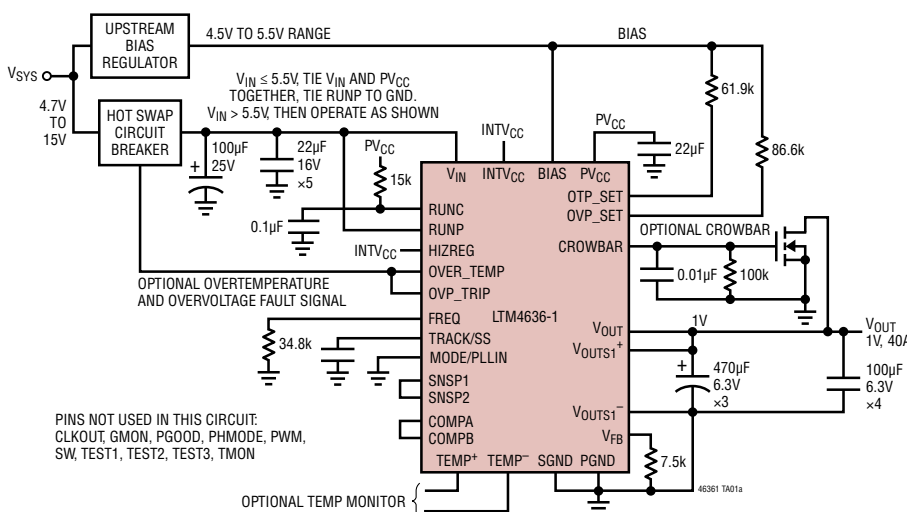 UPSTREAM
BIAS
REGULATOR
4.5V TO 5.5V RANGE
BIAS
VSYS
4.7V
TO
15V
HOT SWAP
CIRCUIT
BREAKER
VIN ≤ 5.5V, TIE VIN AND PVCC
TOGETHER, TIE RUNP TO GND.
VIN > 5.5V, THEN OPERATE AS SHOWN
61.9k
86.6k
+
100µF
25V
22µF
16V
×5
PVCC
15k
INTVCC
PVCC
22µF
0.1µF
VIN
INTVCC
BIAS
PVCC
OTP_SET
OVP_SET
RUNC
RUNP
HIZREG
INTVCC
OVER_TEMP
OVP_TRIP
CROWBAR
OPTIONAL CROWBAR
0.01µF
100k
OPTIONAL OVERTEMPERATURE
AND OVERVOLTAGE FAULT SIGNAL
FREQ
34.8k
TRACK/SS
MODE/PLLIN
LTM4636-1
SNSP1
SNSP2
COMPA
COMPB
VOUT
1V
VOUTS1+
VOUT
1V, 40A
+
470µF
6.3V
×3
100µF
6.3V
×4
VOUTS1–
VFB
7.5k
TEMP+
TEMP–
SGND
PGND
PINS NOT USED IN THIS CIRCUIT:
CLKOUT, GMON, PGOOD, PHMODE, PWM,
SW, TEST1, TEST2, TEST3, TMON
OPTIONAL TEMP MONITOR
46361 TA01a